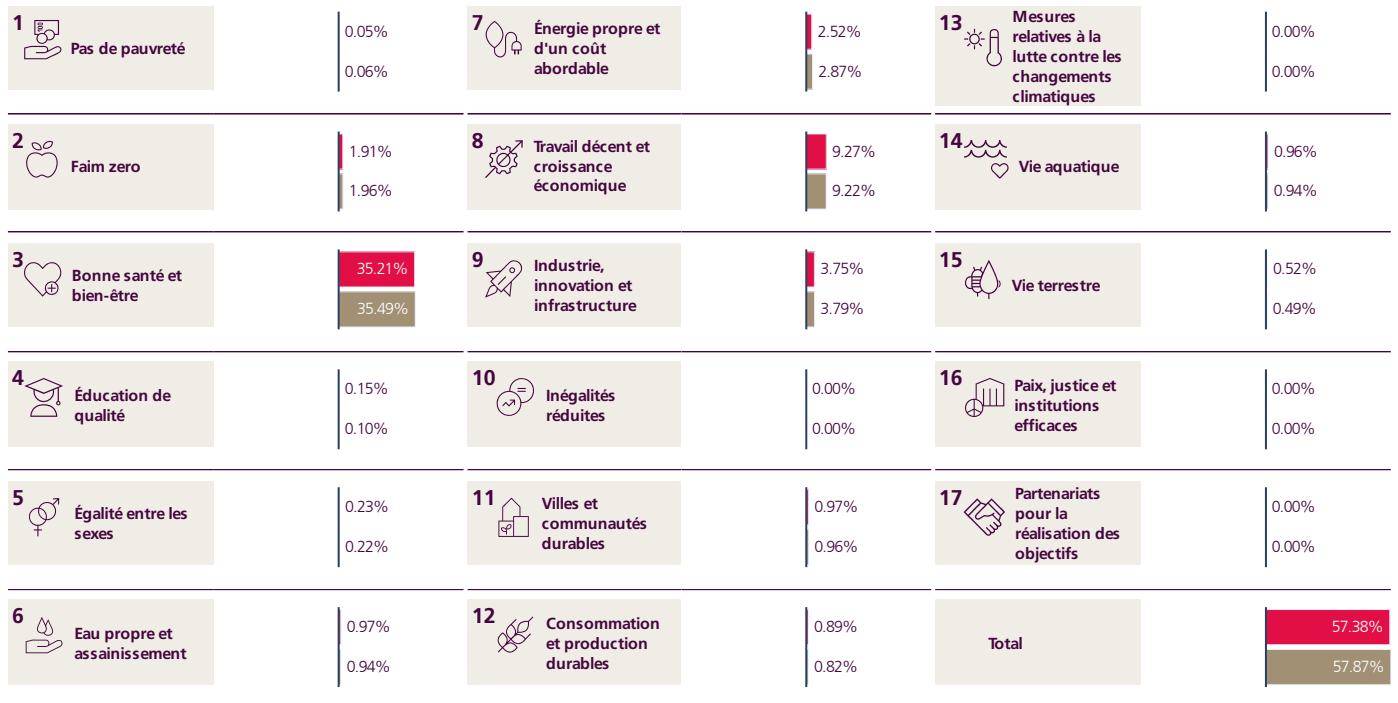 1
Pas de pauvreté
0.05%
0.06%
2
Faim zero
1.91%
1.96%
3
Bonne santé et
bien-être
35.21%
35.49%
4
Éducation de
qualité
0.15%
0.10%
5
Égalité entre les
sexes
0.23%
0.22%
6
Eau propre et
assainissement
0.97%
0.94%
7
Énergie propre et
d'un coût
abordable
2.52%
2.87%
8
Travail décent et
croissance
économique
9.27%
9.22%
9
Industrie,
innovation et
infrastructure
3.75%
3.79%
10
Inégalités
réduites
0.00%
0.00%
11
Villes et
communautés
durables
0.97%
0.96%
12
Consommation
et production
durables
0.89%
0.82%
13
Mesures
relatives à la
lutte contre les
changements
climatiques
0.00%
0.00%
14
Vie aquatique
0.96%
0.94%
15
Vie terrestre
0.52%
0.49%
16
Paix, justice et
institutions
efficaces
0.00%
0.00%
17
Partenariats
pour la
réalisation des
objectifs
0.00%
0.00%
Total
57.38%
57.87%